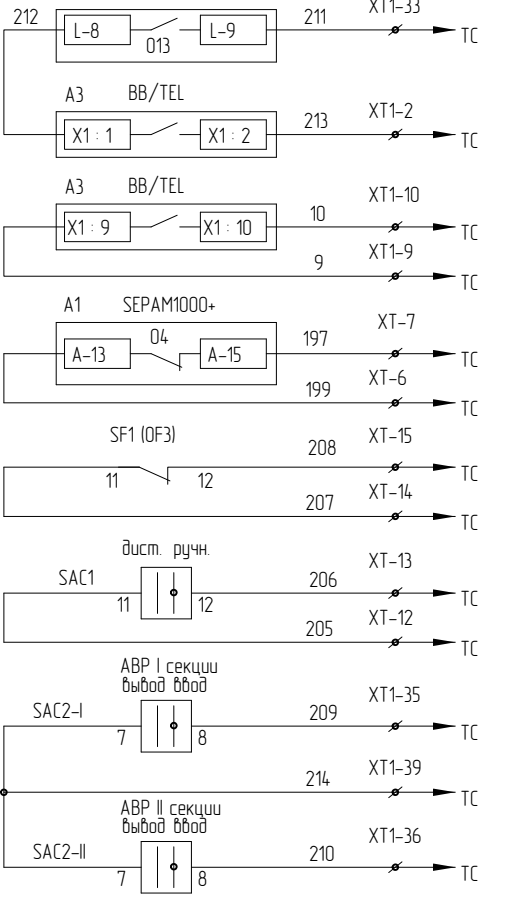 212 211 XT1-33
L-8 L-9 TC
013
A3 BB/TEL
213 XT1-2
X1 : 1 X1 : 2 TC
A3 BB/TEL
10 XT1-10
X1 : 9 X1 : 10 TC
9 XT1-9
TC
A1 SEPAM1000+
04 197 XT-7
A-13 A-15 TC
199 XT-6
TC
SF1 (OF3)
208 XT-15
11 12 TC
207 XT-14
TC
дист. ручн.
SAC1 206 XT-13
11 12 TC
205 XT-12
TC
АВР I секции
вывод ввод
SAC2-I 209 XT1-35
7 8 TC
214 XT1-39
TC
АВР II секции
вывод ввод
SAC2-II 210 XT1-36
7 8 TC